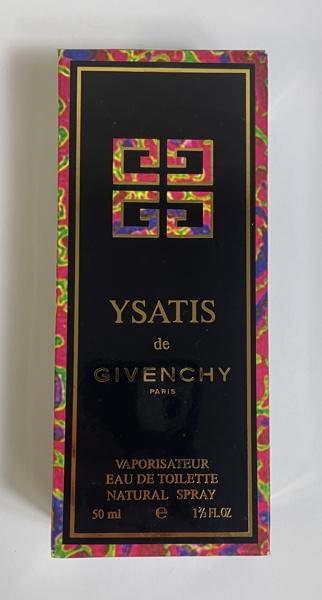 YSATIS
de
GIVENCHY
PARIS
VAPORISATEUR
EAU DE TOILETTE
NATURAL SPRAY
50 ml e 1⅔ FL.OZ